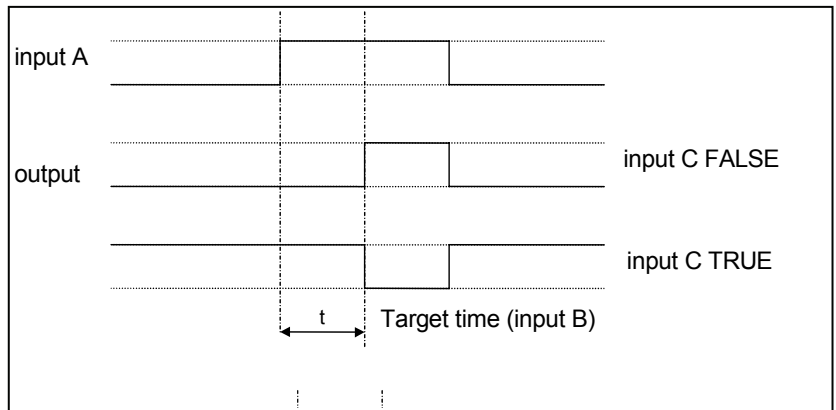 input A
input C FALSE
output
input C TRUE
t
Target time (input B)